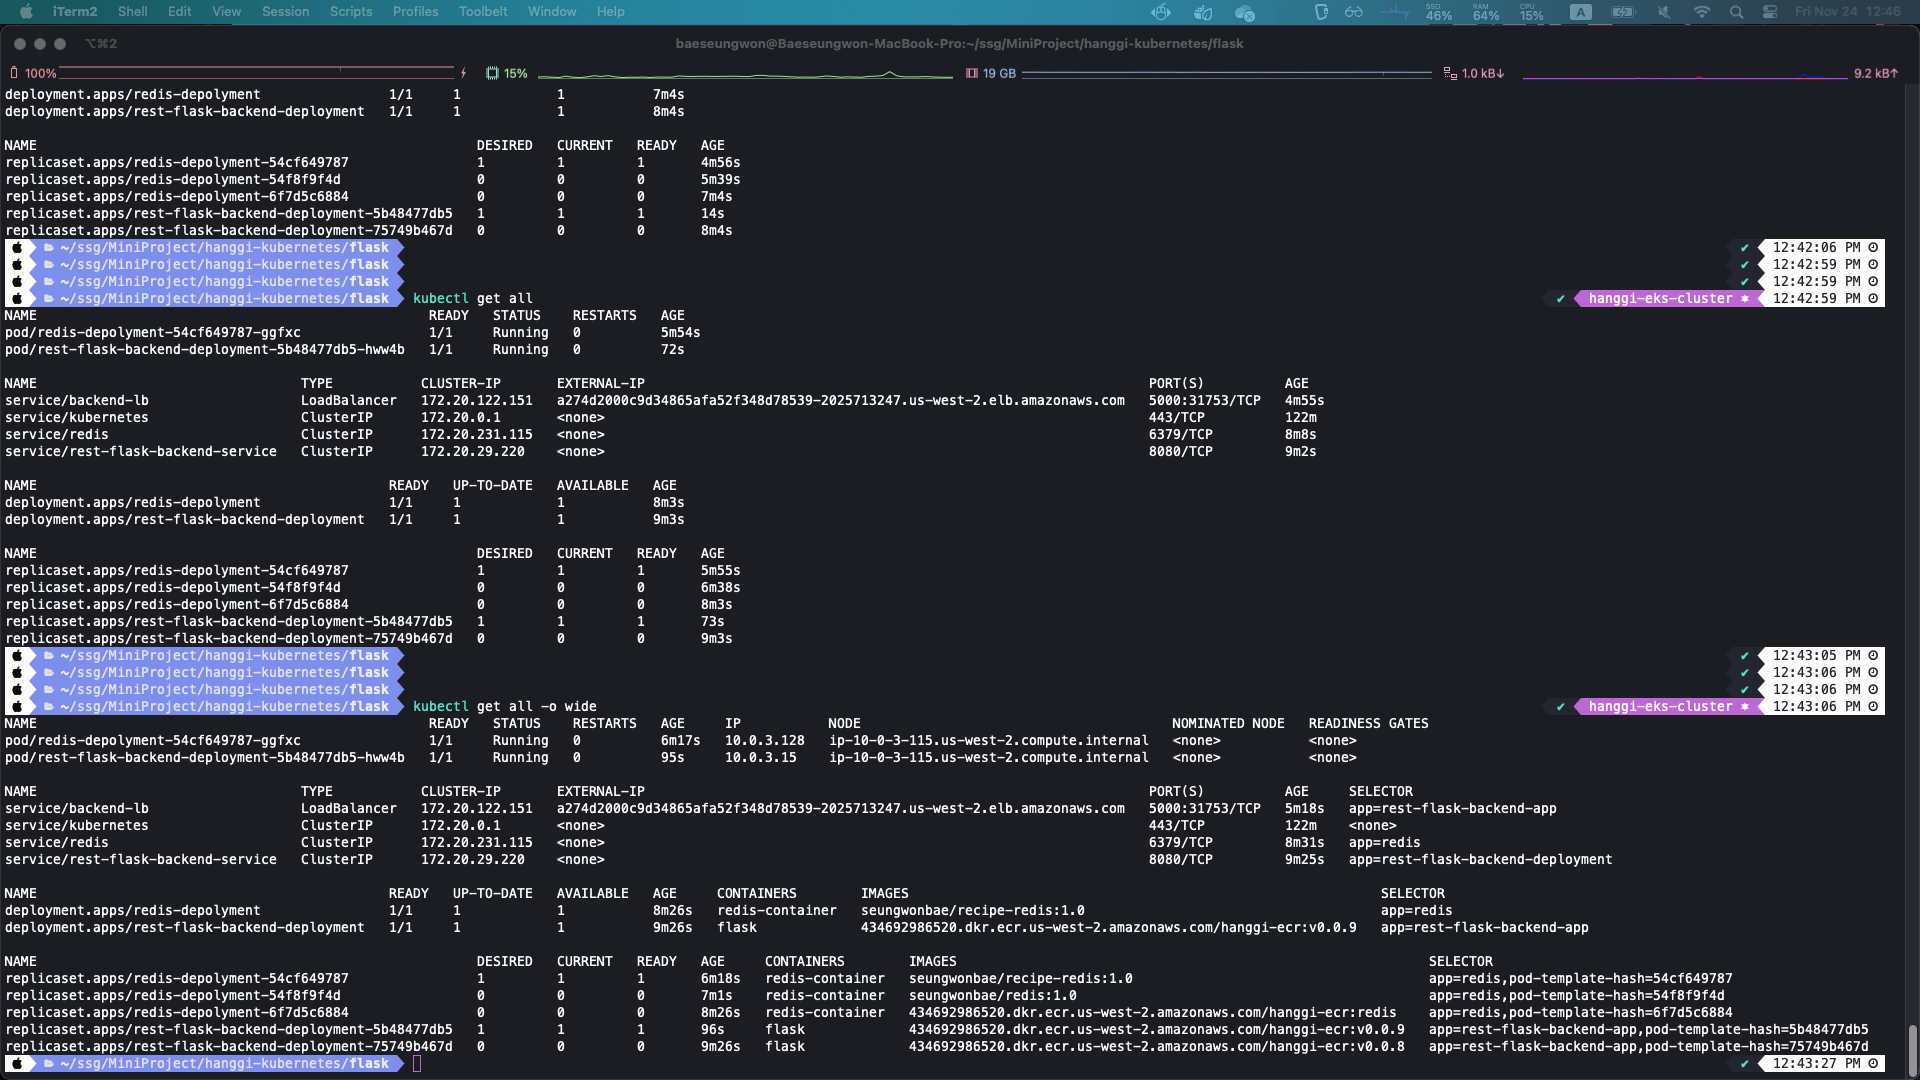 iTerm2 Shell Edit View Session Scripts Profiles Toolbelt Window Help SSD 46% RAM 64% CPU 15% A Fri Nov 24 12:46
⌥⌘2 baeseungwon@Baeseungwon-MacBook-Pro:~/ssg/MiniProject/hanggi-kubernetes/flask
100% 15% 19 GB 1.0 kB↓ 9.2 kB↑
deployment.apps/redis-depolyment 1/1 1 1 7m4s
deployment.apps/rest-flask-backend-deployment 1/1 1 1 8m4s
NAME DESIRED CURRENT READY AGE
replicaset.apps/redis-depolyment-54cf649787 1 1 1 4m56s
replicaset.apps/redis-depolyment-54f8f9f4d 0 0 0 5m39s
replicaset.apps/redis-depolyment-6f7d5c6884 0 0 0 7m4s
replicaset.apps/rest-flask-backend-deployment-5b48477db5 1 1 1 14s
replicaset.apps/rest-flask-backend-deployment-75749b467d 0 0 0 8m4s
~/ssg/MiniProject/hanggi-kubernetes/flask ✔ 12:42:06 PM
~/ssg/MiniProject/hanggi-kubernetes/flask ✔ 12:42:59 PM
~/ssg/MiniProject/hanggi-kubernetes/flask ✔ 12:42:59 PM
~/ssg/MiniProject/hanggi-kubernetes/flask kubectl get all ✔ hanggi-eks-cluster ⎈ 12:42:59 PM
NAME READY STATUS RESTARTS AGE
pod/redis-depolyment-54cf649787-ggfxc 1/1 Running 0 5m54s
pod/rest-flask-backend-deployment-5b48477db5-hww4b 1/1 Running 0 72s
NAME TYPE CLUSTER-IP EXTERNAL-IP PORT(S) AGE
service/backend-lb LoadBalancer 172.20.122.151 a274d2000c9d34865afa52f348d78539-2025713247.us-west-2.elb.amazonaws.com 5000:31753/TCP 4m55s
service/kubernetes ClusterIP 172.20.0.1 <none> 443/TCP 122m
service/redis ClusterIP 172.20.231.115 <none> 6379/TCP 8m8s
service/rest-flask-backend-service ClusterIP 172.20.29.220 <none> 8080/TCP 9m2s
NAME READY UP-TO-DATE AVAILABLE AGE
deployment.apps/redis-depolyment 1/1 1 1 8m3s
deployment.apps/rest-flask-backend-deployment 1/1 1 1 9m3s
NAME DESIRED CURRENT READY AGE
replicaset.apps/redis-depolyment-54cf649787 1 1 1 5m55s
replicaset.apps/redis-depolyment-54f8f9f4d 0 0 0 6m38s
replicaset.apps/redis-depolyment-6f7d5c6884 0 0 0 8m3s
replicaset.apps/rest-flask-backend-deployment-5b48477db5 1 1 1 73s
replicaset.apps/rest-flask-backend-deployment-75749b467d 0 0 0 9m3s
~/ssg/MiniProject/hanggi-kubernetes/flask ✔ 12:43:05 PM
~/ssg/MiniProject/hanggi-kubernetes/flask ✔ 12:43:06 PM
~/ssg/MiniProject/hanggi-kubernetes/flask ✔ 12:43:06 PM
~/ssg/MiniProject/hanggi-kubernetes/flask kubectl get all -o wide ✔ hanggi-eks-cluster ⎈ 12:43:06 PM
NAME READY STATUS RESTARTS AGE IP NODE NOMINATED NODE READINESS GATES
pod/redis-depolyment-54cf649787-ggfxc 1/1 Running 0 6m17s 10.0.3.128 ip-10-0-3-115.us-west-2.compute.internal <none> <none>
pod/rest-flask-backend-deployment-5b48477db5-hww4b 1/1 Running 0 95s 10.0.3.15 ip-10-0-3-115.us-west-2.compute.internal <none> <none>
NAME TYPE CLUSTER-IP EXTERNAL-IP PORT(S) AGE SELECTOR
service/backend-lb LoadBalancer 172.20.122.151 a274d2000c9d34865afa52f348d78539-2025713247.us-west-2.elb.amazonaws.com 5000:31753/TCP 5m18s app=rest-flask-backend-app
service/kubernetes ClusterIP 172.20.0.1 <none> 443/TCP 122m <none>
service/redis ClusterIP 172.20.231.115 <none> 6379/TCP 8m31s app=redis
service/rest-flask-backend-service ClusterIP 172.20.29.220 <none> 8080/TCP 9m25s app=rest-flask-backend-deployment
NAME READY UP-TO-DATE AVAILABLE AGE CONTAINERS IMAGES SELECTOR
deployment.apps/redis-depolyment 1/1 1 1 8m26s redis-container seungwonbae/recipe-redis:1.0 app=redis
deployment.apps/rest-flask-backend-deployment 1/1 1 1 9m26s flask 434692986520.dkr.ecr.us-west-2.amazonaws.com/hanggi-ecr:v0.0.9 app=rest-flask-backend-app
NAME DESIRED CURRENT READY AGE CONTAINERS IMAGES SELECTOR
replicaset.apps/redis-depolyment-54cf649787 1 1 1 6m18s redis-container seungwonbae/recipe-redis:1.0 app=redis,pod-template-hash=54cf649787
replicaset.apps/redis-depolyment-54f8f9f4d 0 0 0 7m1s redis-container seungwonbae/redis:1.0 app=redis,pod-template-hash=54f8f9f4d
replicaset.apps/redis-depolyment-6f7d5c6884 0 0 0 8m26s redis-container 434692986520.dkr.ecr.us-west-2.amazonaws.com/hanggi-ecr:redis app=redis,pod-template-hash=6f7d5c6884
replicaset.apps/rest-flask-backend-deployment-5b48477db5 1 1 1 96s flask 434692986520.dkr.ecr.us-west-2.amazonaws.com/hanggi-ecr:v0.0.9 app=rest-flask-backend-app,pod-template-hash=5b48477db5
replicaset.apps/rest-flask-backend-deployment-75749b467d 0 0 0 9m26s flask 434692986520.dkr.ecr.us-west-2.amazonaws.com/hanggi-ecr:v0.0.8 app=rest-flask-backend-app,pod-template-hash=75749b467d
~/ssg/MiniProject/hanggi-kubernetes/flask ✔ 12:43:27 PM